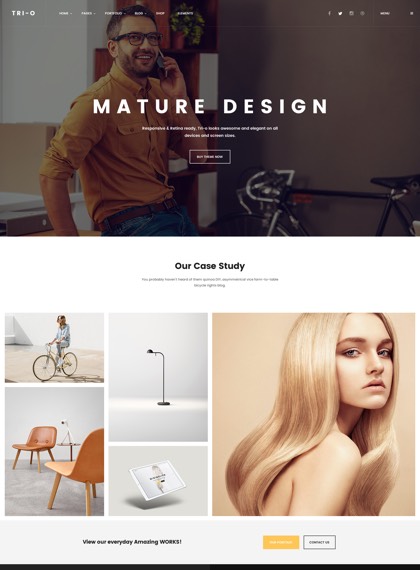 TRI-O
HOME PAGES PORTFOLIO BLOG SHOP ELEMENTS
MENU
MATURE DESIGN
Responsive & Retina ready, Tri-o looks awesome and elegant on all
devices and screen sizes.
BUY THEME NOW
Our Case Study
You probably haven't heard of them quinoa DIY, asymmetrical viral farm-to-table
bicycle rights blog.
View our everyday Amazing WORKS!
CONTACT US